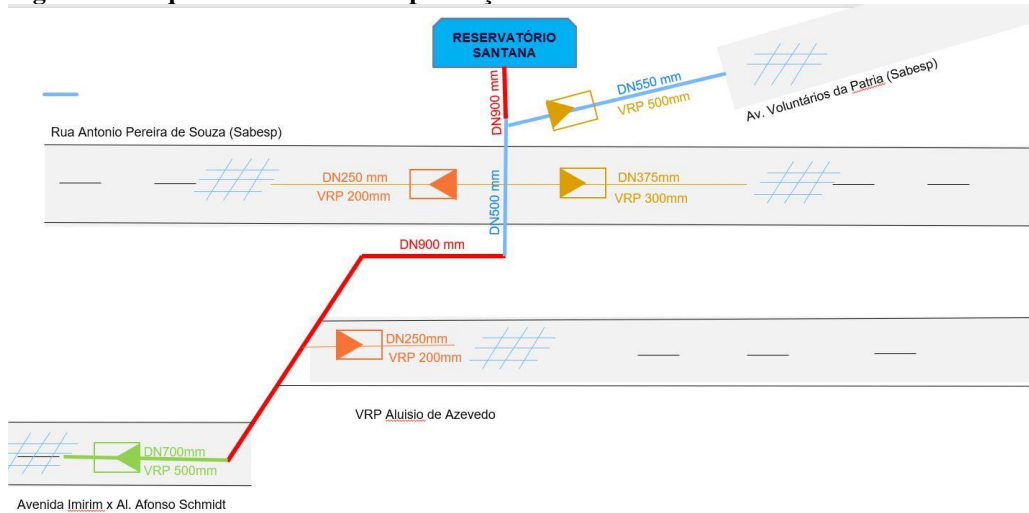 RESERVATÓRIO
SANTANA
DN900 mm
DN550 mm
VRP 500mm
Av. Voluntários da Patria (Sabesp)
Rua Antonio Pereira de Souza (Sabesp)
DN250 mm
VRP 200mm
DN500 mm
DN375mm
VRP 300mm
DN900 mm
DN250mm
VRP 200mm
VRP Aluisio de Azevedo
DN700mm
VRP 500mm
Avenida Imirim x Al. Afonso Schmidt